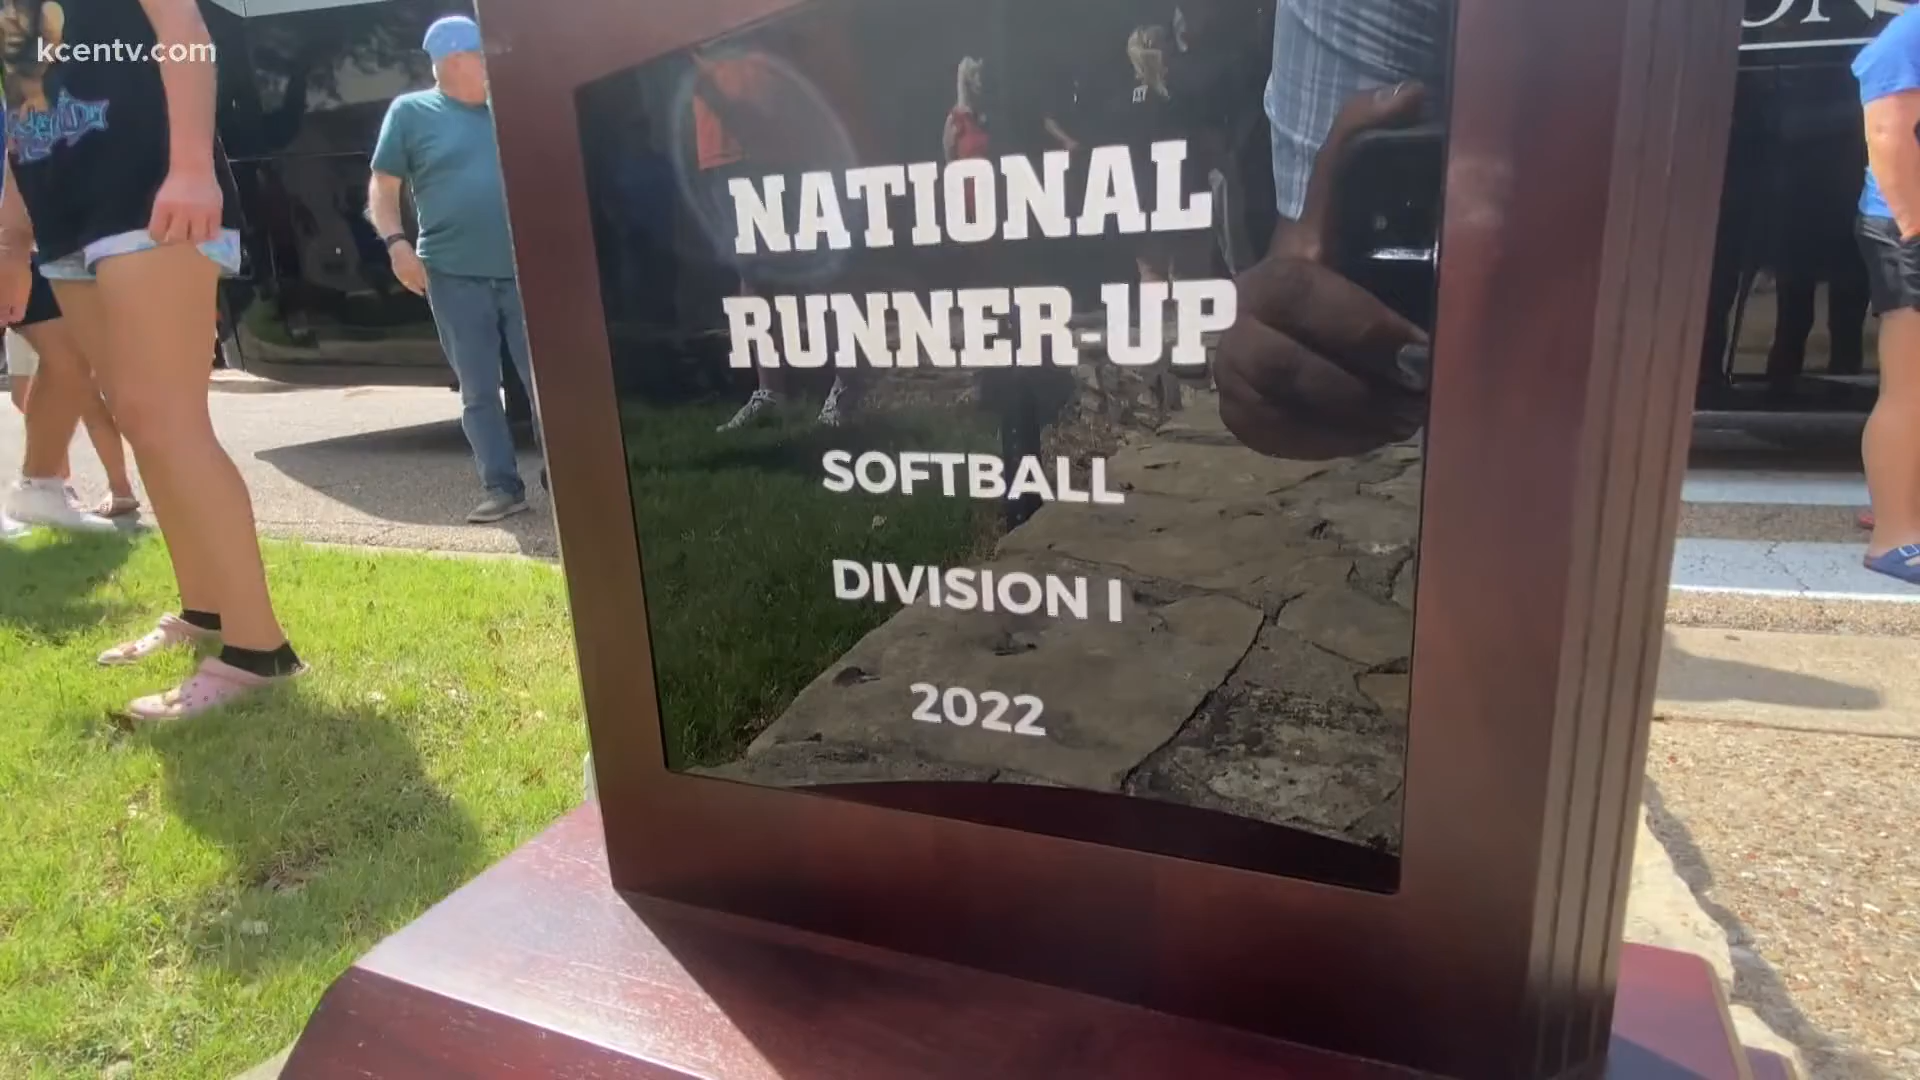 kcentv.com
NATIONAL
RUNNER-UP
SOFTBALL
DIVISION I
2022